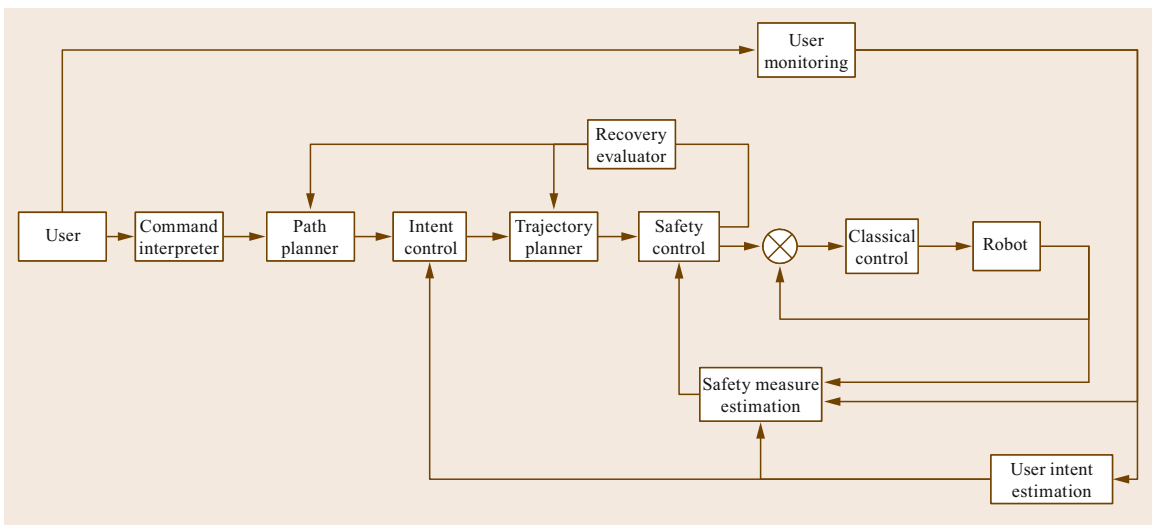 User
monitoring
Recovery
evaluator
User
Command
interpreter
Path
planner
Intent
control
Trajectory
planner
Safety
control
Classical
control
Robot
Safety measure
estimation
User intent
estimation